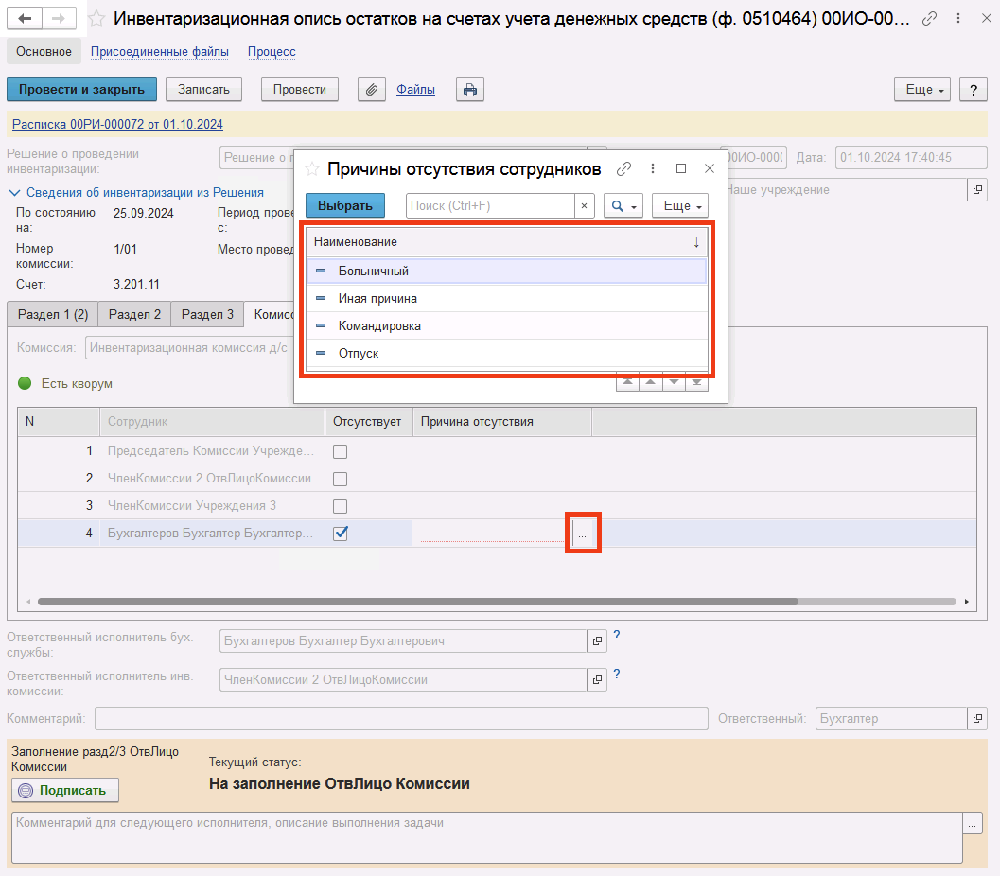 Инвентаризационная опись остатков на счетах учета денежных средств (ф. 0510464) 00ИО-00...
Основное Присоединенные файлы Процесс
Провести и закрыть Записать Провести Файлы Еще ?
Расписка 00РИ-000072 от 01.10.2024
Решение о проведении инвентаризации:
Решение о п
00ИО-000 Дата: 01.10.2024 17:40:45
Наше учреждение
Сведения об инвентаризации из Решения
По состоянию на: 25.09.2024 Период прове
с:
Номер комиссии: 1/01 Место провед
Счет: 3.201.11
Раздел 1 (2) Раздел 2 Раздел 3 Комисс
Комиссия: Инвентаризационная комиссия д/с
Есть кворум
Причины отсутствия сотрудников
Выбрать Поиск (Ctrl+F) × Еще
Наименование ↓
Больничный
Иная причина
Командировка
Отпуск
N Сотрудник Отсутствует Причина отсутствия
1 Председатель Комиссии Учрежде...
2 ЧленКомиссии 2 ОтвЛицоКомиссии
3 ЧленКомиссии Учреждения 3
4 Бухгалтеров Бухгалтер Бухгалтер... ...
Ответственный исполнитель бух. службы: Бухгалтеров Бухгалтер Бухгалтерович ?
Ответственный исполнитель инв. комиссии: ЧленКомиссии 2 ОтвЛицоКомиссии ?
Комментарий: Ответственный: Бухгалтер
Заполнение разд2/3 ОтвЛицо Комиссии
Подписать
Текущий статус:
На заполнение ОтвЛицо Комиссии
Комментарий для следующего исполнителя, описание выполнения задачи ...